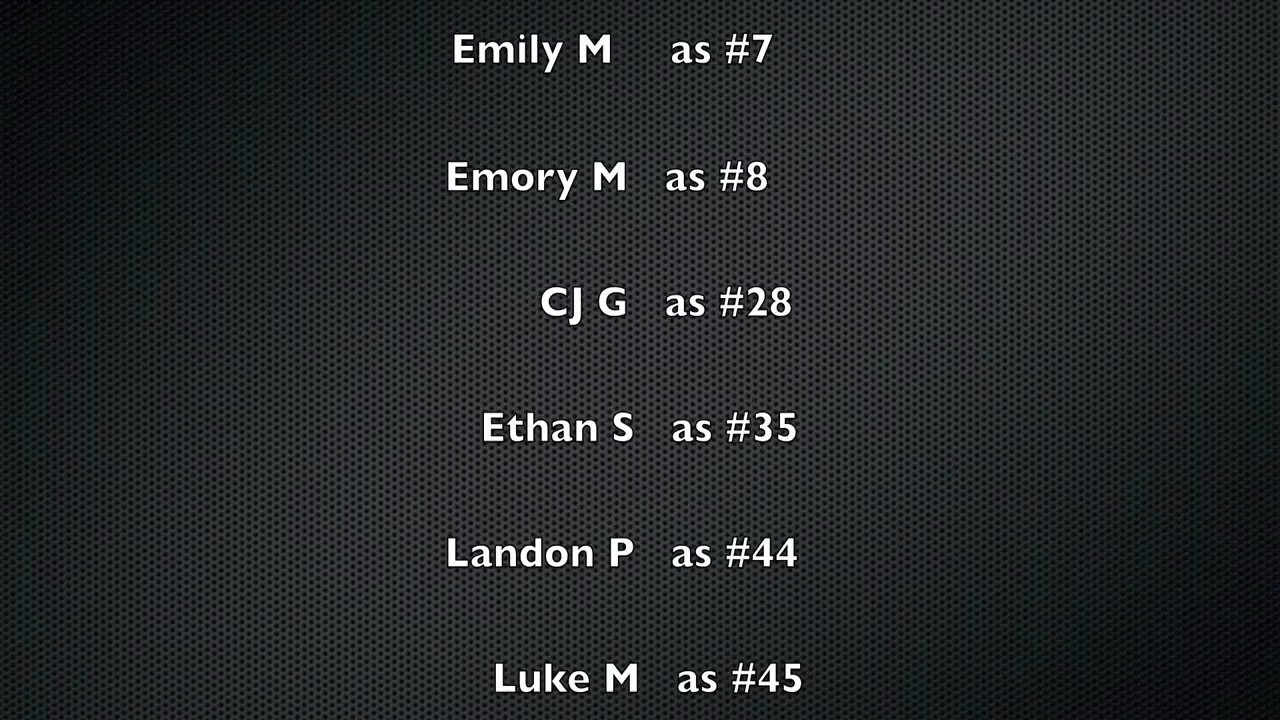 Emily M as #7
Emory M as #8
CJ G as #28
Ethan S as #35
Landon P as #44
Luke M as #45